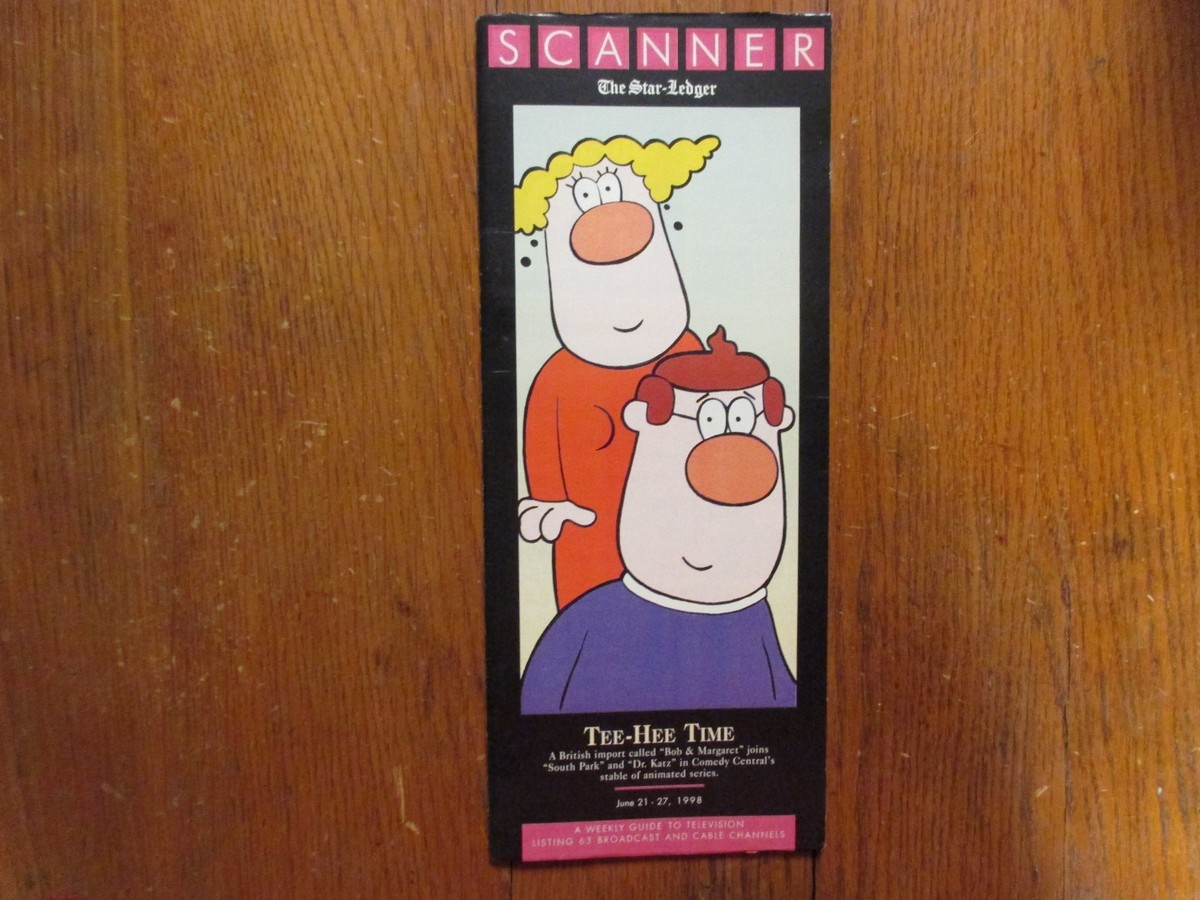 SCANNER
The Star-Ledger
TEE-HEE TIME
A British import called "Bob & Margaret" joins
"South Park" and "Dr. Katz" in Comedy Central's
stable of animated series.
June 21 - 27, 1998
A WEEKLY GUIDE TO TELEVISION
LISTING 63 BROADCAST AND CABLE CHANNELS